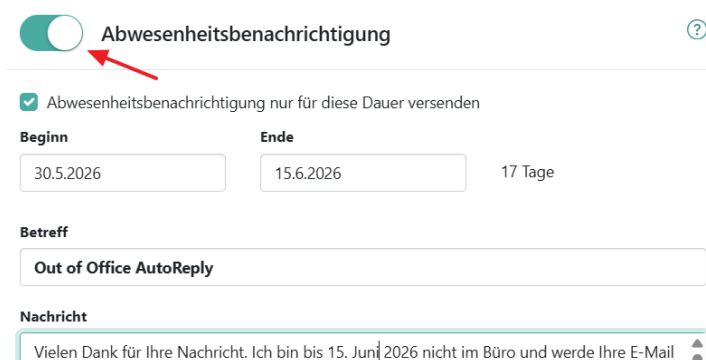 Abwesenheitsbenachrichtigung ?
Abwesenheitsbenachrichtigung nur für diese Dauer versenden
Beginn Ende
30.5.2026 15.6.2026 17 Tage
Betreff
Out of Office AutoReply
Nachricht
Vielen Dank für Ihre Nachricht. Ich bin bis 15. Juni 2026 nicht im Büro und werde Ihre E-Mail